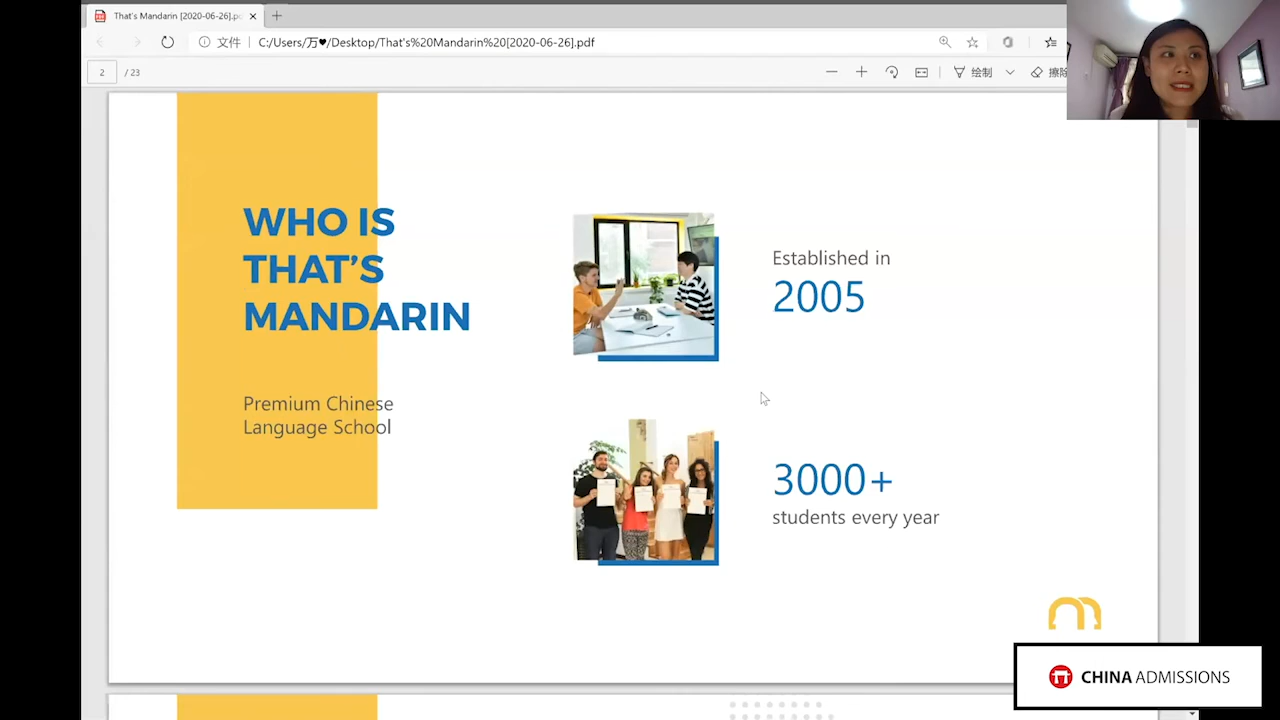 That's Mandarin [2020-06-26].pd
文件
C:/Users/万♥/Desktop/That's%20Mandarin%20[2020-06-26].pdf
2
/ 23
绘制
擦除
WHO IS
THAT'S
MANDARIN
Premium Chinese
Language School
Established in
2005
3000+
students every year
CHINA ADMISSIONS